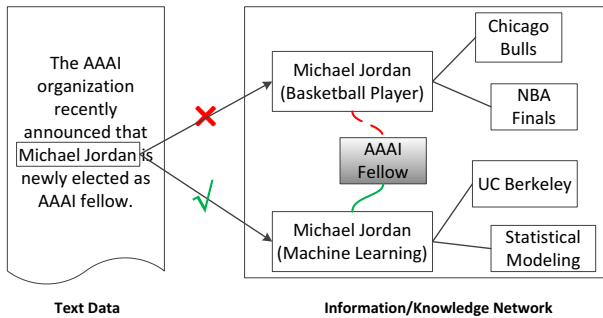 The AAAI
organization
recently
announced that
Michael Jordan is
newly elected as
AAAI fellow.
Text Data
Michael Jordan
(Basketball Player)
Chicago
Bulls
NBA
Finals
AAAI
Fellow
Michael Jordan
(Machine Learning)
UC Berkeley
Statistical
Modeling
Information/Knowledge Network